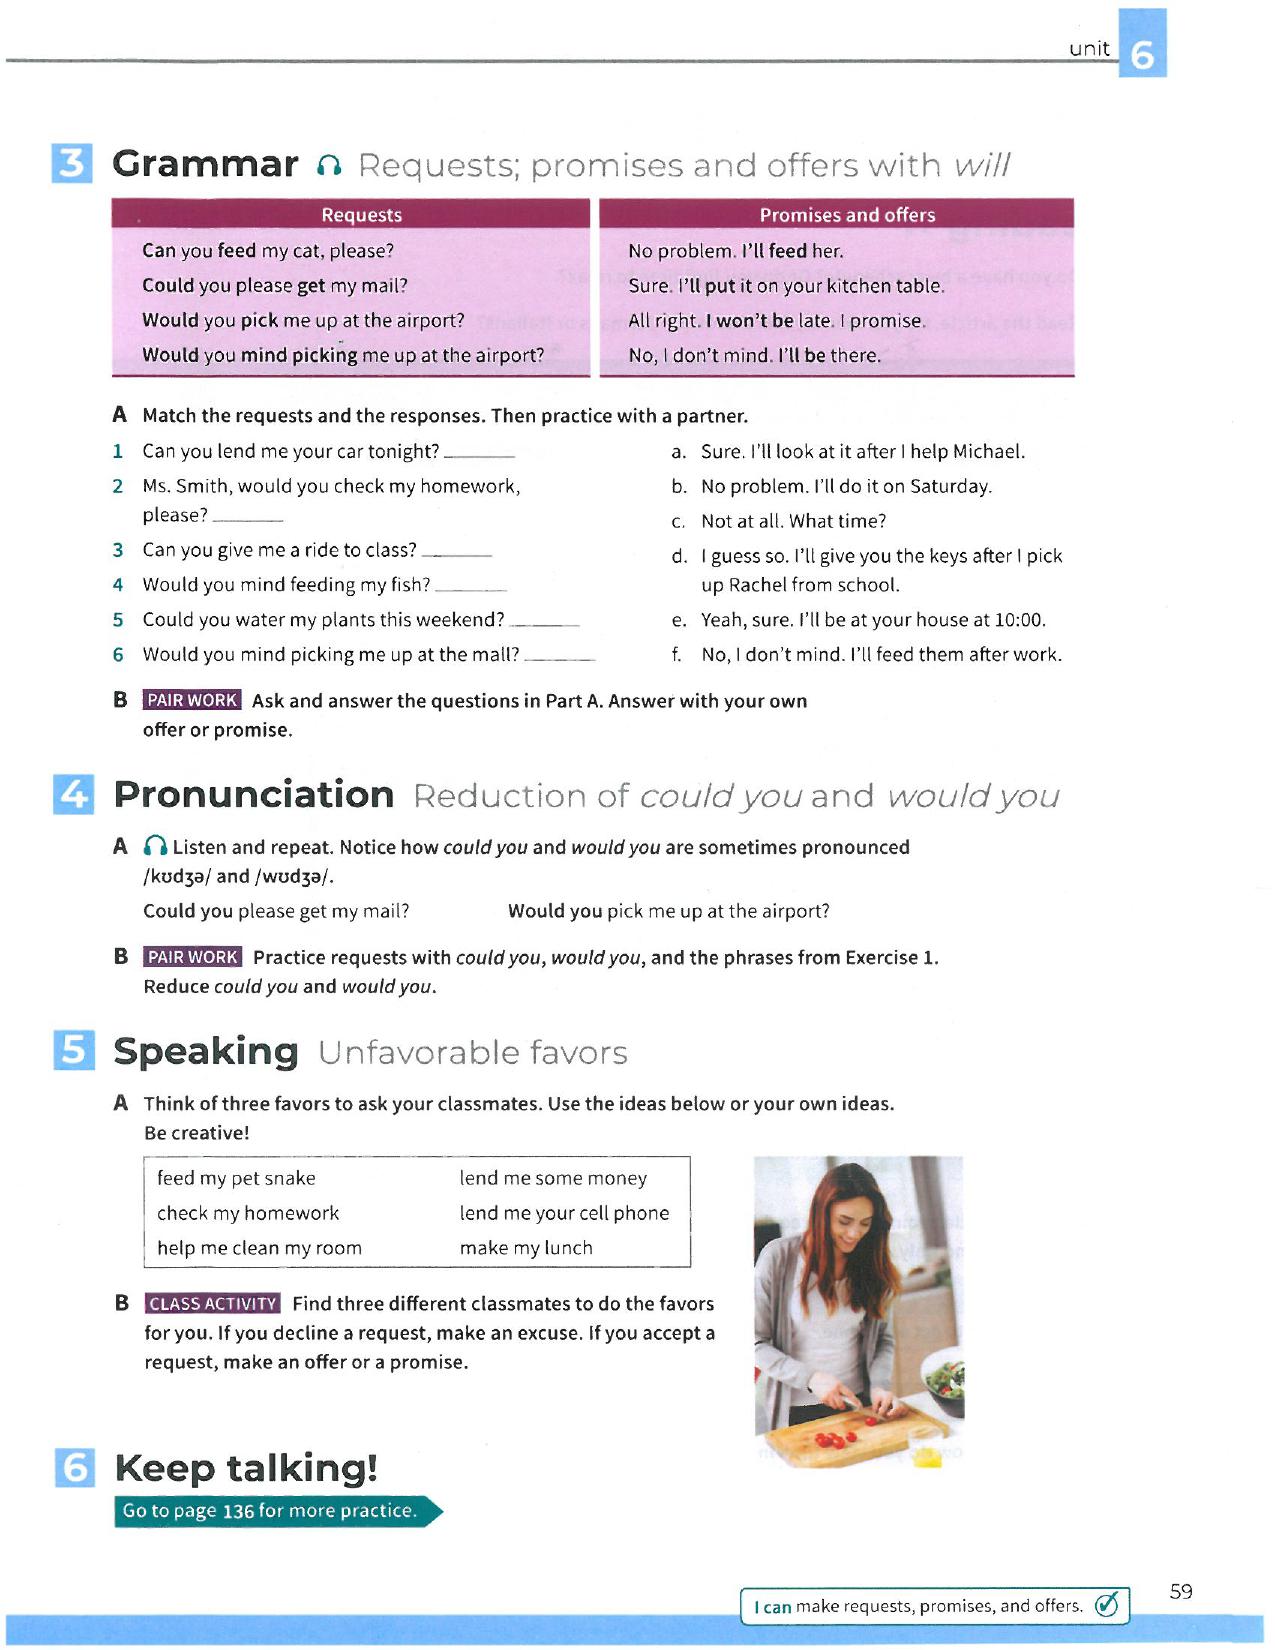 unit 6
3 Grammar Requests; promises and offers with will
Requests
Can you feed my cat, please?
Could you please get my mail?
Would you pick me up at the airport?
Would you mind picking me up at the airport?
Promises and offers
No problem. I'll feed her.
Sure. I'll put it on your kitchen table.
All right. I won't be late. I promise.
No, I don't mind. I'll be there.
A Match the requests and the responses. Then practice with a partner.
1 Can you lend me your car tonight? ______
2 Ms. Smith, would you check my homework,
please? ______
3 Can you give me a ride to class? ______
4 Would you mind feeding my fish? ______
5 Could you water my plants this weekend? ______
6 Would you mind picking me up at the mall? ______
a. Sure. I'll look at it after I help Michael.
b. No problem. I'll do it on Saturday.
c. Not at all. What time?
d. I guess so. I'll give you the keys after I pick
up Rachel from school.
e. Yeah, sure. I'll be at your house at 10:00.
f. No, I don't mind. I'll feed them after work.
B PAIR WORK Ask and answer the questions in Part A. Answer with your own
offer or promise.
4 Pronunciation Reduction of could you and would you
A Listen and repeat. Notice how could you and would you are sometimes pronounced
/kʊdʒə/ and /wʊdʒə/.
Could you please get my mail? Would you pick me up at the airport?
B PAIR WORK Practice requests with could you, would you, and the phrases from Exercise 1.
Reduce could you and would you.
5 Speaking Unfavorable favors
A Think of three favors to ask your classmates. Use the ideas below or your own ideas.
Be creative!
feed my pet snake lend me some money
check my homework lend me your cell phone
help me clean my room make my lunch
B CLASS ACTIVITY Find three different classmates to do the favors
for you. If you decline a request, make an excuse. If you accept a
request, make an offer or a promise.
6 Keep talking!
Go to page 136 for more practice.
I can make requests, promises, and offers.
59